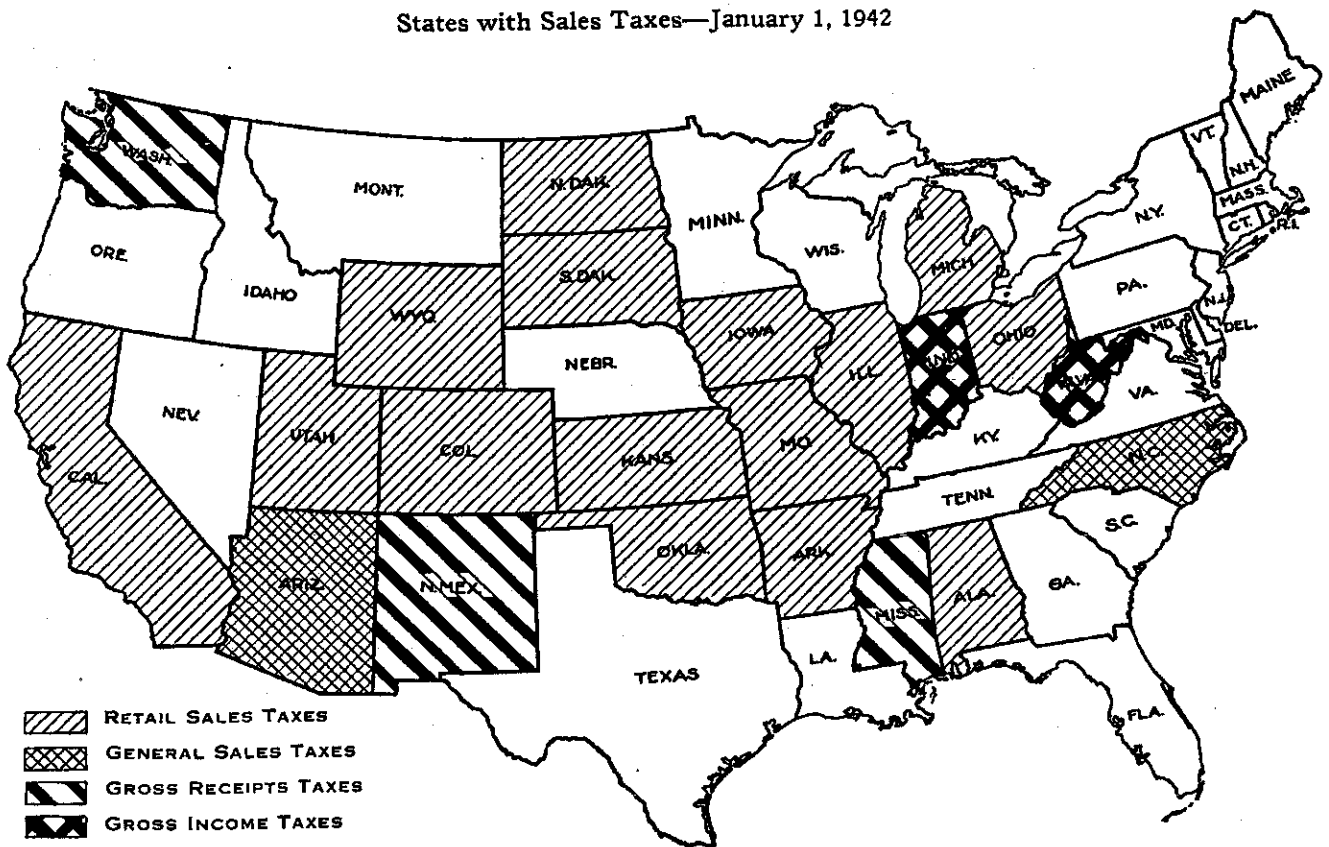 States with Sales Taxes—January 1, 1942
WASH.
MONT.
N. DAK.
MINN.
WIS.
MICH.
N.Y.
VT.
N.H.
MAINE
MASS.
CT.
R.I.
ORE.
IDAHO
WYO.
S. DAK.
IOWA
NEBR.
ILL.
IND.
OHIO
PA.
N.J.
DEL.
MD.
W.VA.
VA.
NEV.
UTAH
COL.
KANS.
MO.
KY.
CAL.
ARIZ.
N. MEX.
OKLA.
ARK.
TENN.
N.C.
S.C.
MISS.
ALA.
GA.
TEXAS
LA.
FLA.
RETAIL SALES TAXES
GENERAL SALES TAXES
GROSS RECEIPTS TAXES
GROSS INCOME TAXES